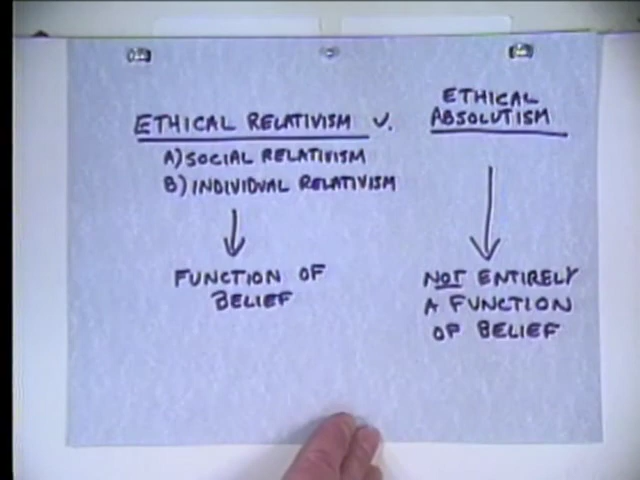 ETHICAL RELATIVISM V.
A) SOCIAL RELATIVISM
B) INDIVIDUAL RELATIVISM
FUNCTION OF
BELIEF
ETHICAL
ABSOLUTISM
NOT ENTIRELY
A FUNCTION
OF BELIEF